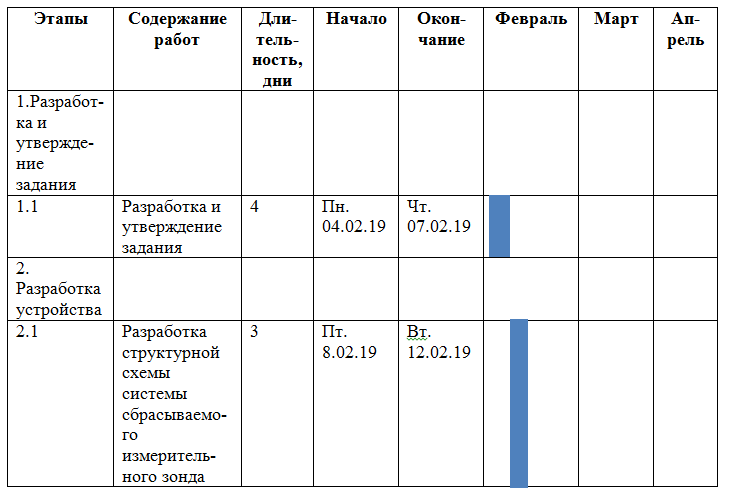 Этапы
Содержание
работ
Дли-
тель-
ность,
дни
Начало
Окон-
чание
Февраль
Март
Ап-
рель
1.Разработ-
ка и
утвержде-
ние
задания
1.1
Разработка и
утверждение
задания
4
Пн.
04.02.19
Чт.
07.02.19
2.
Разработка
устройства
2.1
Разработка
структурной
схемы
системы
сбрасываемо-
го
измеритель-
ного зонда
3
Пт.
8.02.19
Вт.
12.02.19